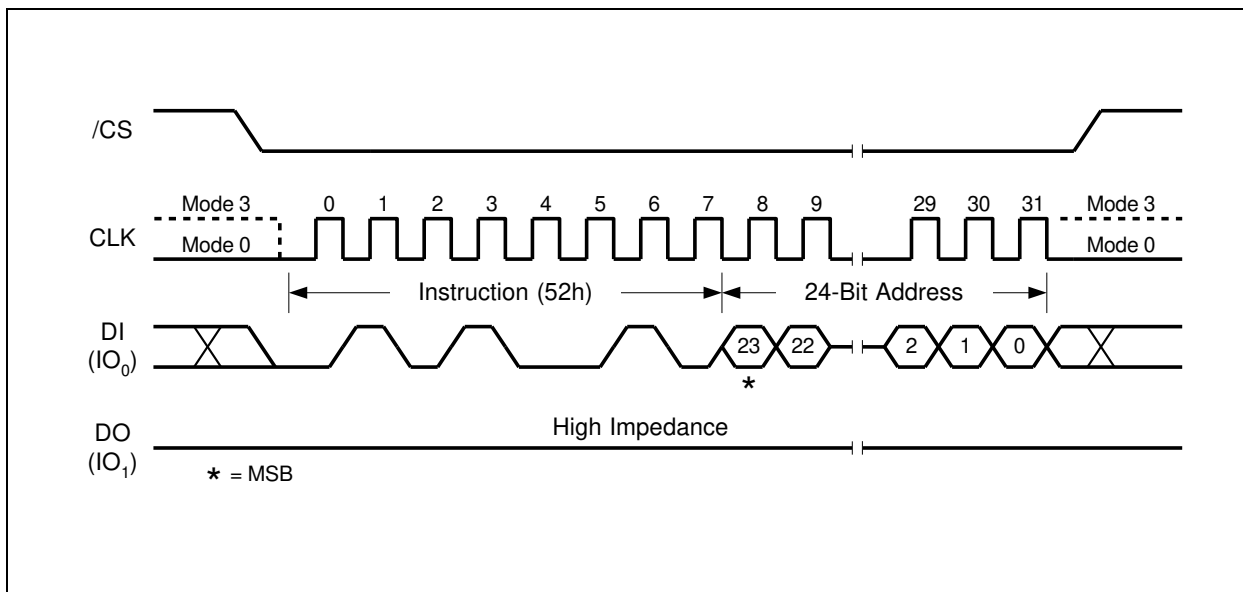 /CS
Mode 3 0 1 2 3 4 5 6 7 8 9 29 30 31 Mode 3
CLK
Mode 0 Mode 0
Instruction (52h) 24-Bit Address
DI
(IO₀)
23 22 2 1 0
*
High Impedance
DO
(IO₁)
* = MSB